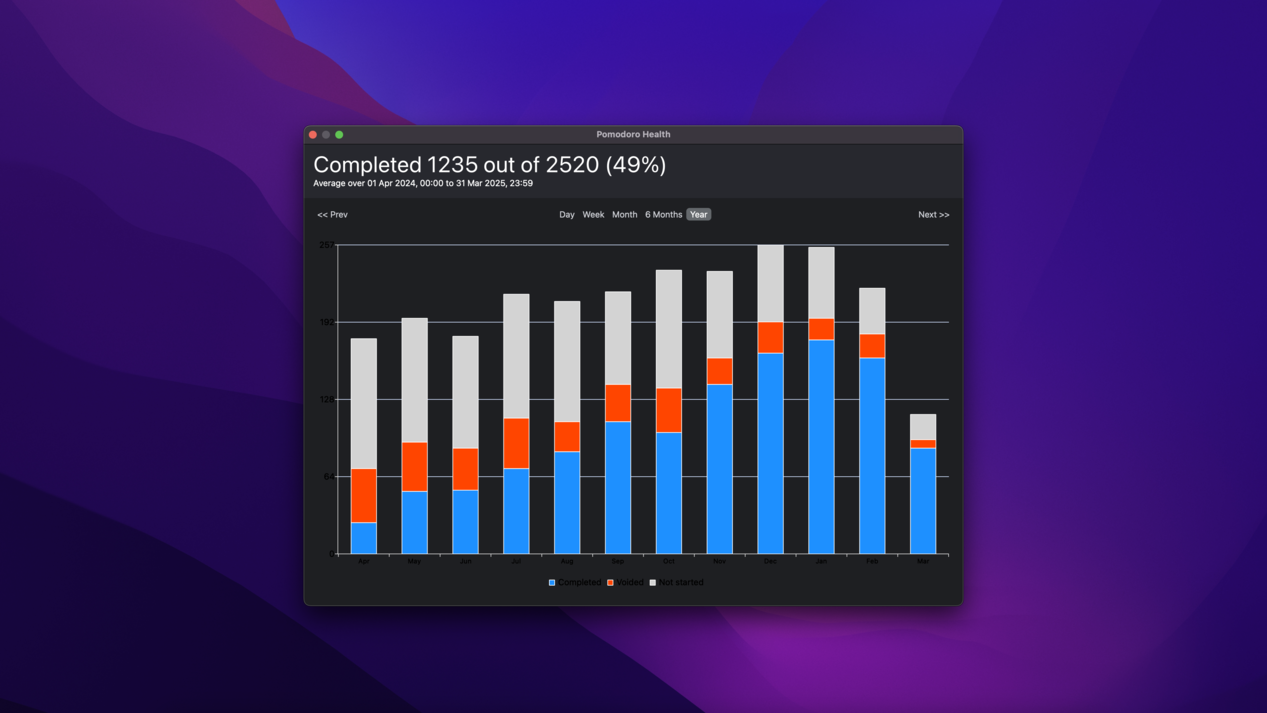 Pomodoro Health
Completed 1235 out of 2520 (49%)
Average over 01 Apr 2024, 00:00 to 31 Mar 2025, 23:59
<< Prev Day Week Month 6 Months Year Next >>
257
192
128
64
0
Apr May Jun Jul Aug Sep Oct Nov Dec Jan Feb Mar
Completed Voided Not started